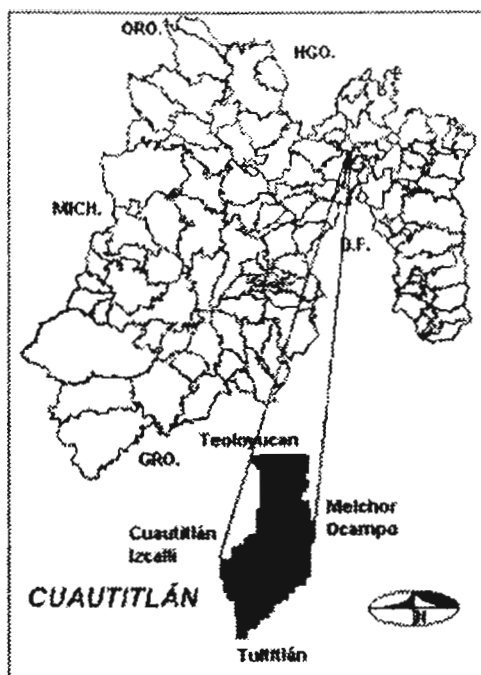 QRO.
HGO.
MICH.
D.F.
GRO.
Teoloyucan
Melchor
Ocampo
Cuautitlán
Izcalli
CUAUTITLÁN
N
Tultitlán